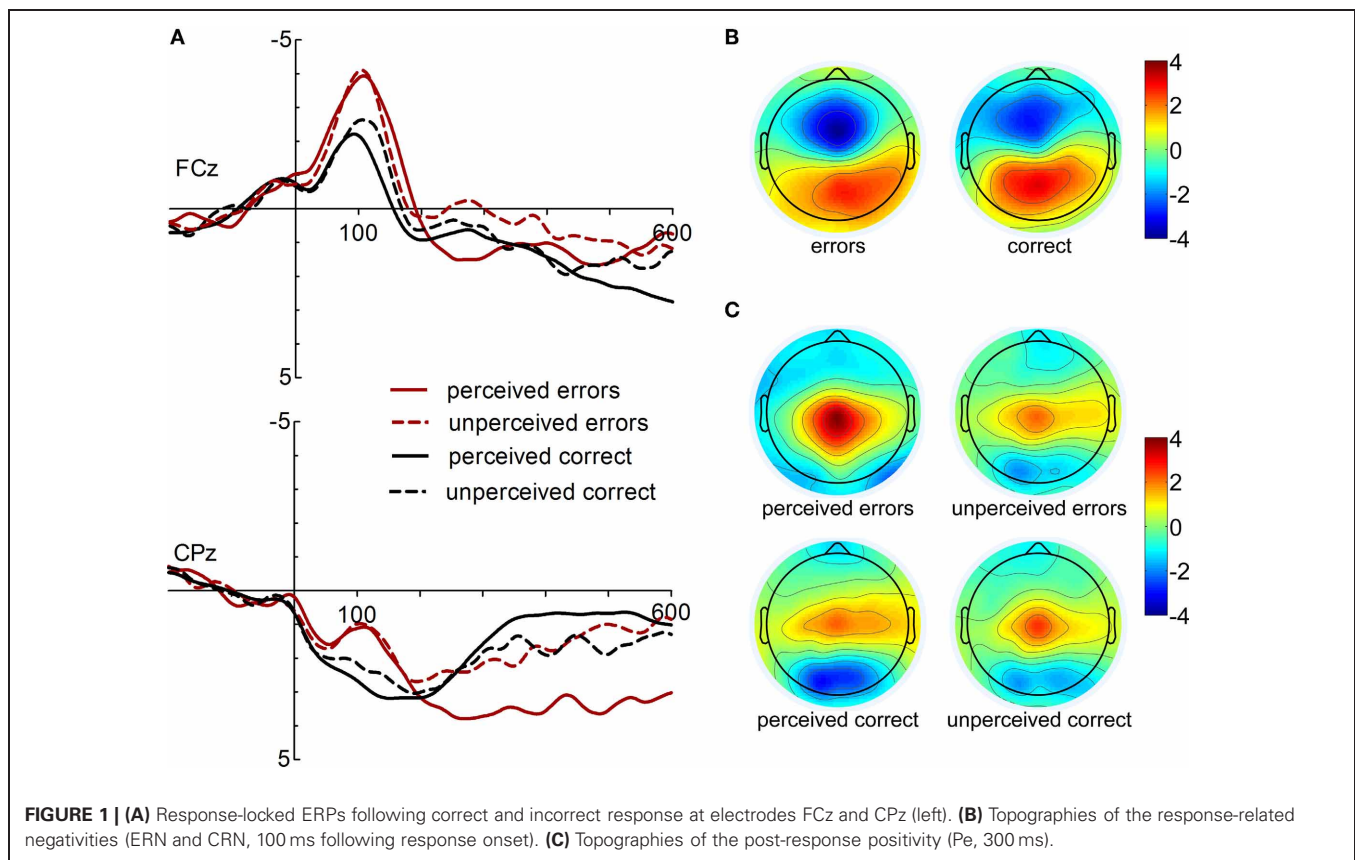 A
-5
FCz
100
600
5
perceived errors
unperceived errors
perceived correct
unperceived correct
-5
CPz
100
600
5
B
errors
correct
4
2
0
-2
-4
C
perceived errors
unperceived errors
4
2
0
-2
-4
perceived correct
unperceived correct
FIGURE 1 | (A) Response-locked ERPs following correct and incorrect response at electrodes FCz and CPz (left). (B) Topographies of the response-related
negativities (ERN and CRN, 100 ms following response onset). (C) Topographies of the post-response positivity (Pe, 300 ms).